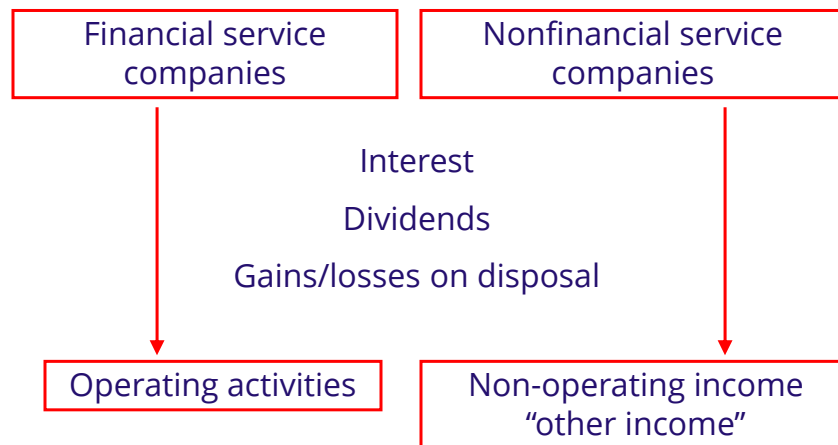 Financial service
companies
Nonfinancial service
companies
Interest
Dividends
Gains/losses on disposal
Operating activities
Non-operating income
“other income”